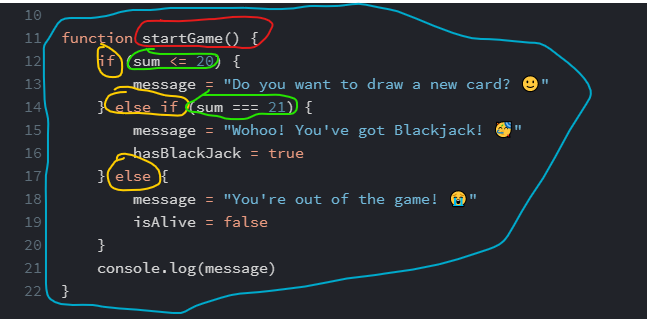 10
11 function startGame() {
12     if (sum <= 20) {
13         message = "Do you want to draw a new card? 🙂"
14     } else if (sum === 21) {
15         message = "Wohoo! You've got Blackjack! 🥳"
16         hasBlackJack = true
17     } else {
18         message = "You're out of the game! 😭"
19         isAlive = false
20     }
21     console.log(message)
22 }